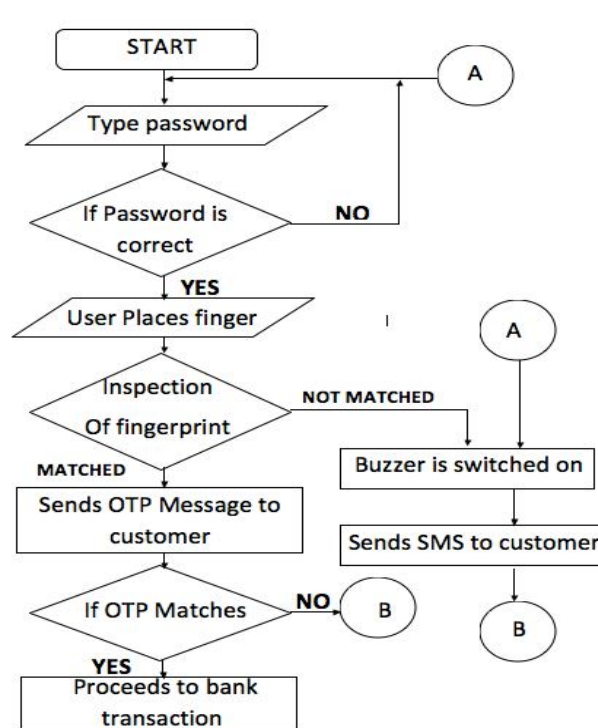 START
A
Type password
If Password is
correct
NO
YES
User Places finger
A
Inspection
Of fingerprint
NOT MATCHED
MATCHED
Buzzer is switched on
Sends OTP Message to
customer
Sends SMS to customer
If OTP Matches
NO
B
B
YES
Proceeds to bank
transaction